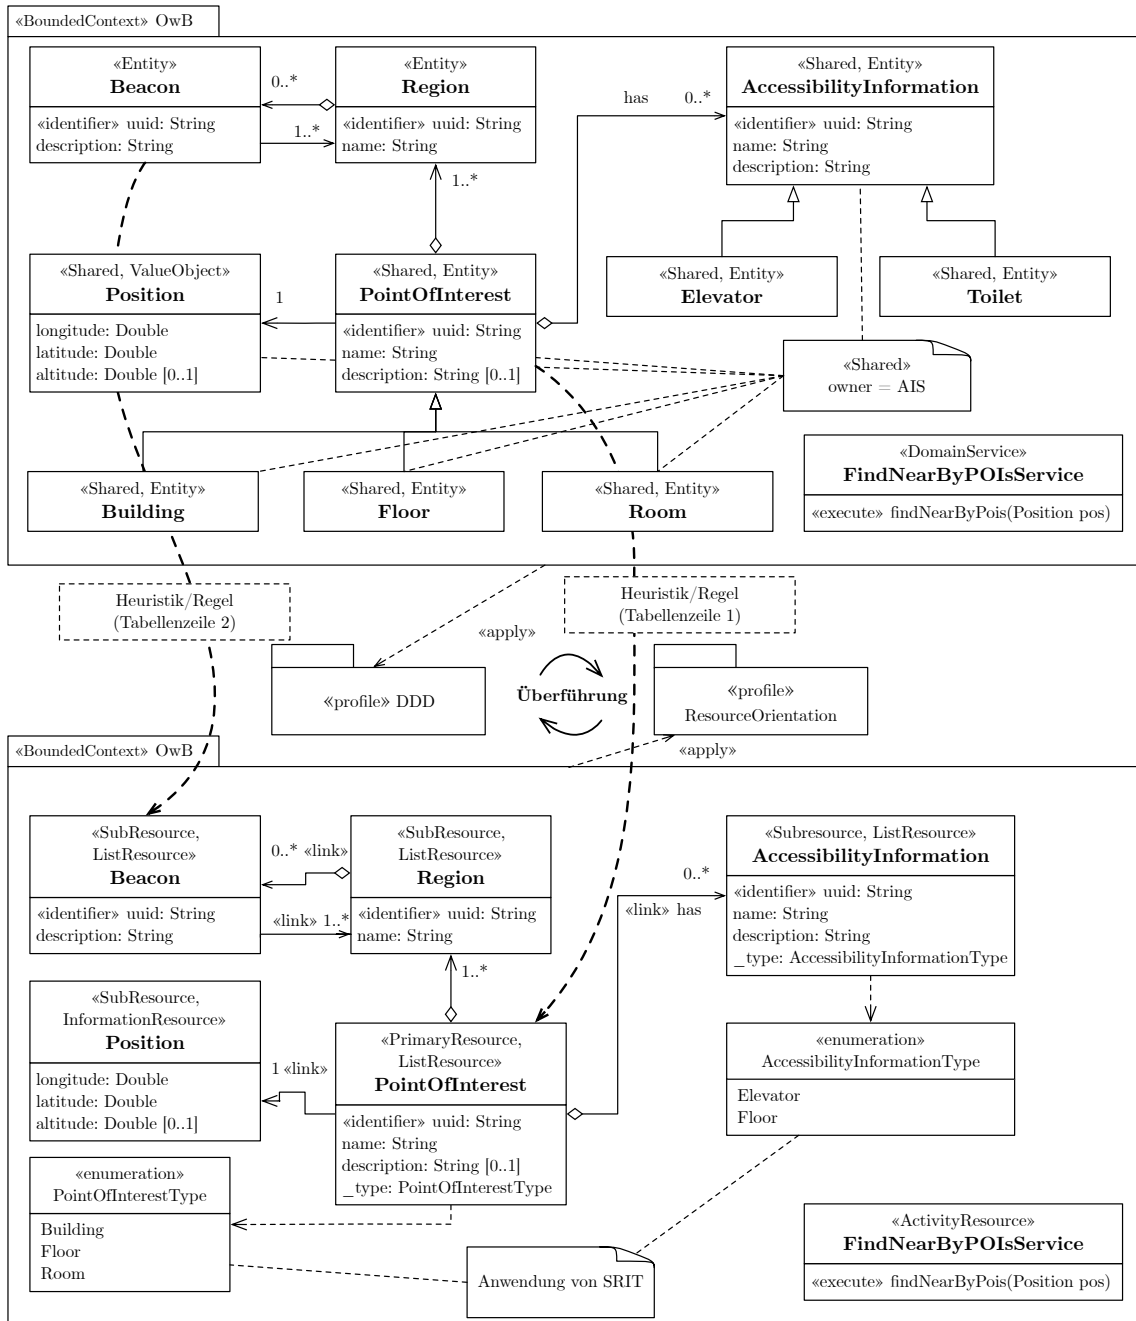 «BoundedContext» OwB
«Entity»
Beacon
«identifier» uuid: String
description: String
0..*
1..*
«Entity»
Region
«identifier» uuid: String
name: String
has
0..*
«Shared, Entity»
AccessibilityInformation
«identifier» uuid: String
name: String
description: String
1..*
«Shared, ValueObject»
Position
longitude: Double
latitude: Double
altitude: Double [0..1]
1
«Shared, Entity»
PointOfInterest
«identifier» uuid: String
name: String
description: String [0..1]
«Shared, Entity»
Elevator
«Shared, Entity»
Toilet
«Shared»
owner = AIS
«Shared, Entity»
Building
«Shared, Entity»
Floor
«Shared, Entity»
Room
«DomainService»
FindNearByPOIsService
«execute» findNearByPois(Position pos)
Heuristik/Regel
(Tabellenzeile 2)
Heuristik/Regel
(Tabellenzeile 1)
«apply»
«profile» DDD
Überführung
«profile»
ResourceOrientation
«apply»
«BoundedContext» OwB
«SubResource,
ListResource»
Beacon
«identifier» uuid: String
description: String
0..* «link»
«link» 1..*
«SubResource,
ListResource»
Region
«identifier» uuid: String
name: String
0..*
«link» has
«Subresource, ListResource»
AccessibilityInformation
«identifier» uuid: String
name: String
description: String
_type: AccessibilityInformationType
1..*
«SubResource,
InformationResource»
Position
longitude: Double
latitude: Double
altitude: Double [0..1]
1 «link»
«PrimaryResource,
ListResource»
PointOfInterest
«identifier» uuid: String
name: String
description: String [0..1]
_type: PointOfInterestType
«enumeration»
AccessibilityInformationType
Elevator
Floor
«enumeration»
PointOfInterestType
Building
Floor
Room
Anwendung von SRIT
«ActivityResource»
FindNearByPOIsService
«execute» findNearByPois(Position pos)